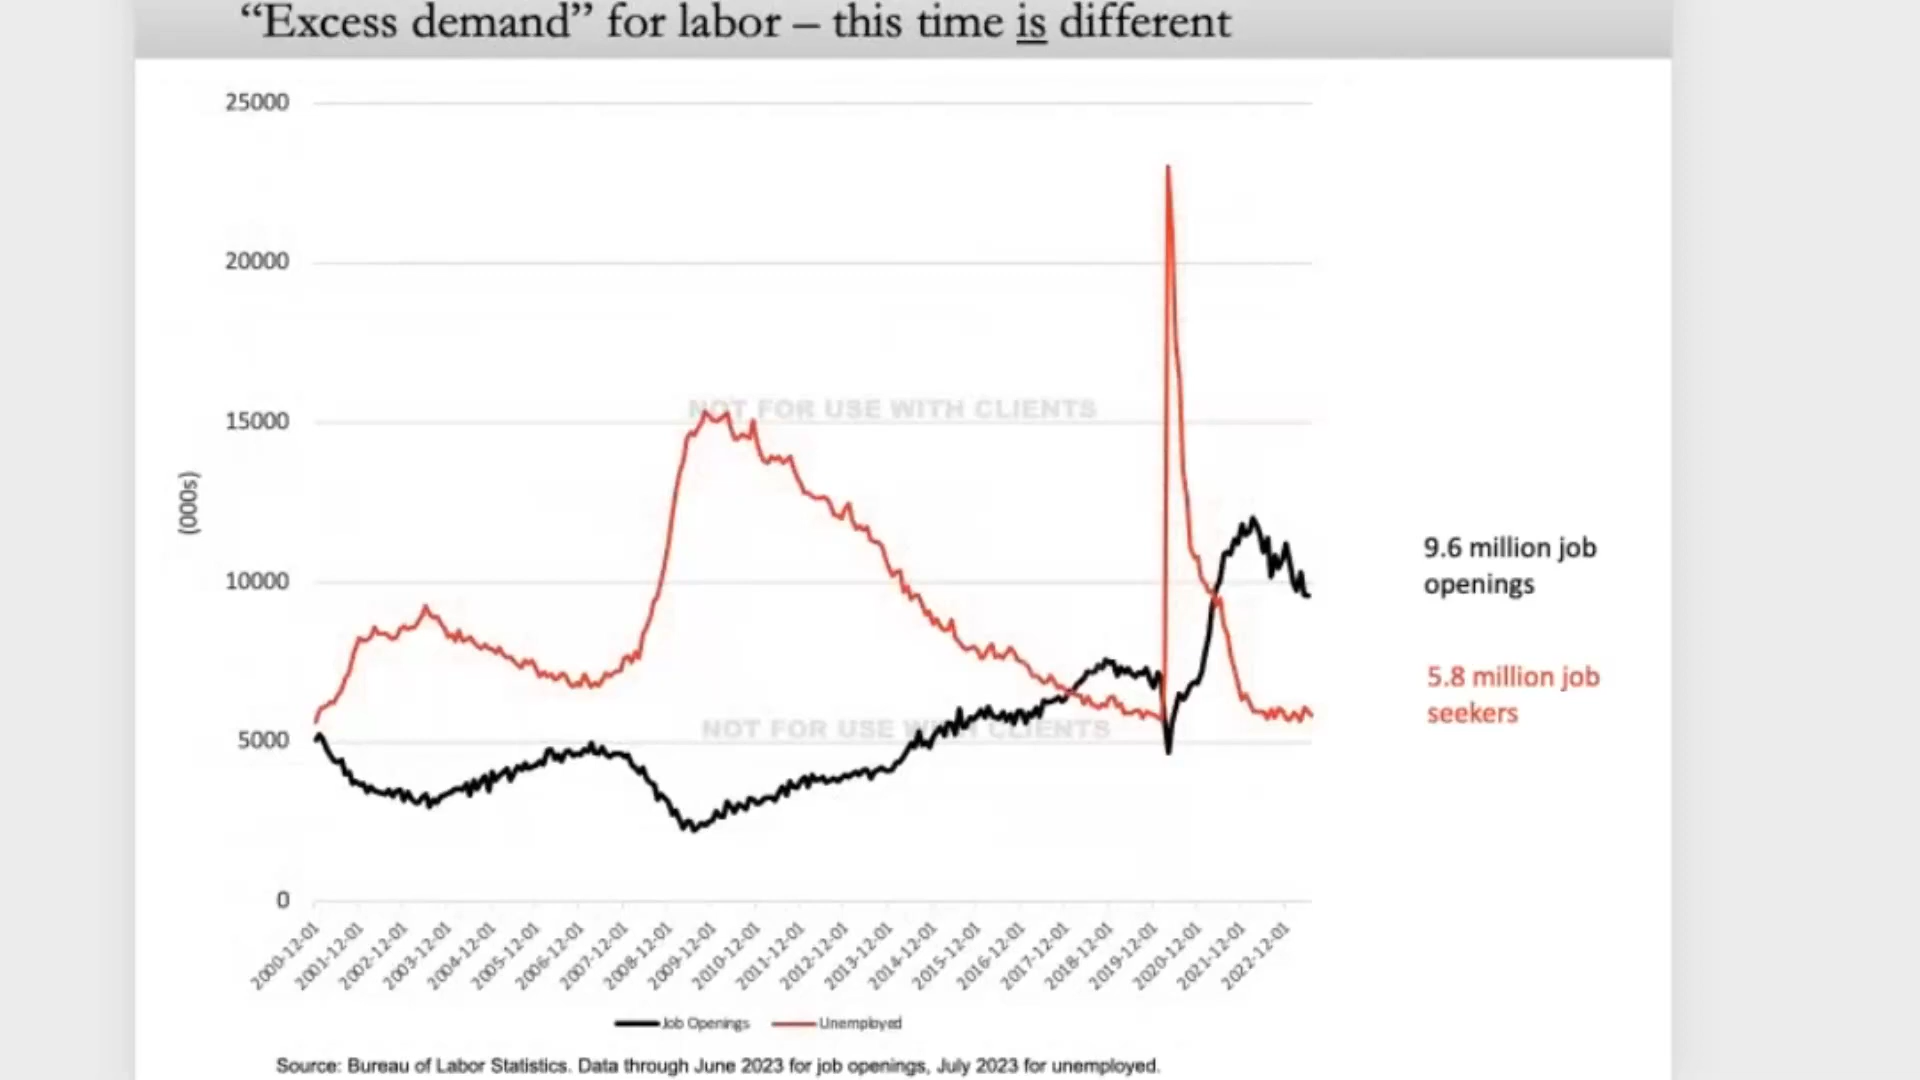 “Excess demand” for labor – this time is different
25000
20000
NOT FOR USE WITH CLIENTS
15000
(000s)
9.6 million job
openings
10000
5.8 million job
seekers
NOT FOR USE WITH CLIENTS
5000
0
2000-12-01
2001-12-01
2002-12-01
2003-12-01
2004-12-01
2005-12-01
2006-12-01
2007-12-01
2008-12-01
2009-12-01
2010-12-01
2011-12-01
2012-12-01
2013-12-01
2014-12-01
2015-12-01
2016-12-01
2017-12-01
2018-12-01
2019-12-01
2020-12-01
2021-12-01
2022-12-01
Job Openings
Unemployed
Source: Bureau of Labor Statistics. Data through June 2023 for job openings, July 2023 for unemployed.